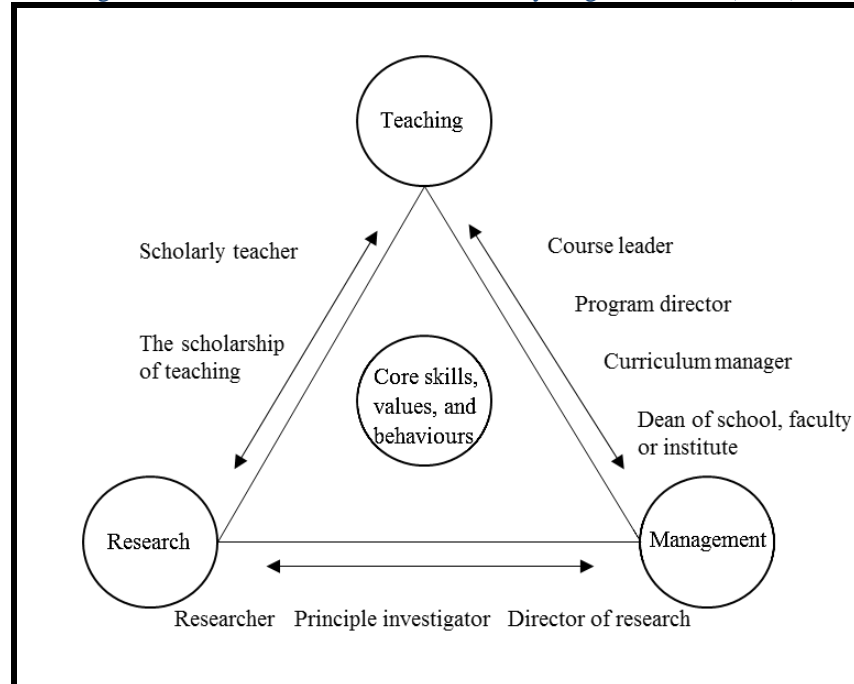 Teaching
Scholarly teacher
Course leader
Program director
The scholarship
of teaching
Curriculum manager
Core skills,
values, and
behaviours
Dean of school, faculty
or institute
Research
Management
Researcher Principle investigator Director of research